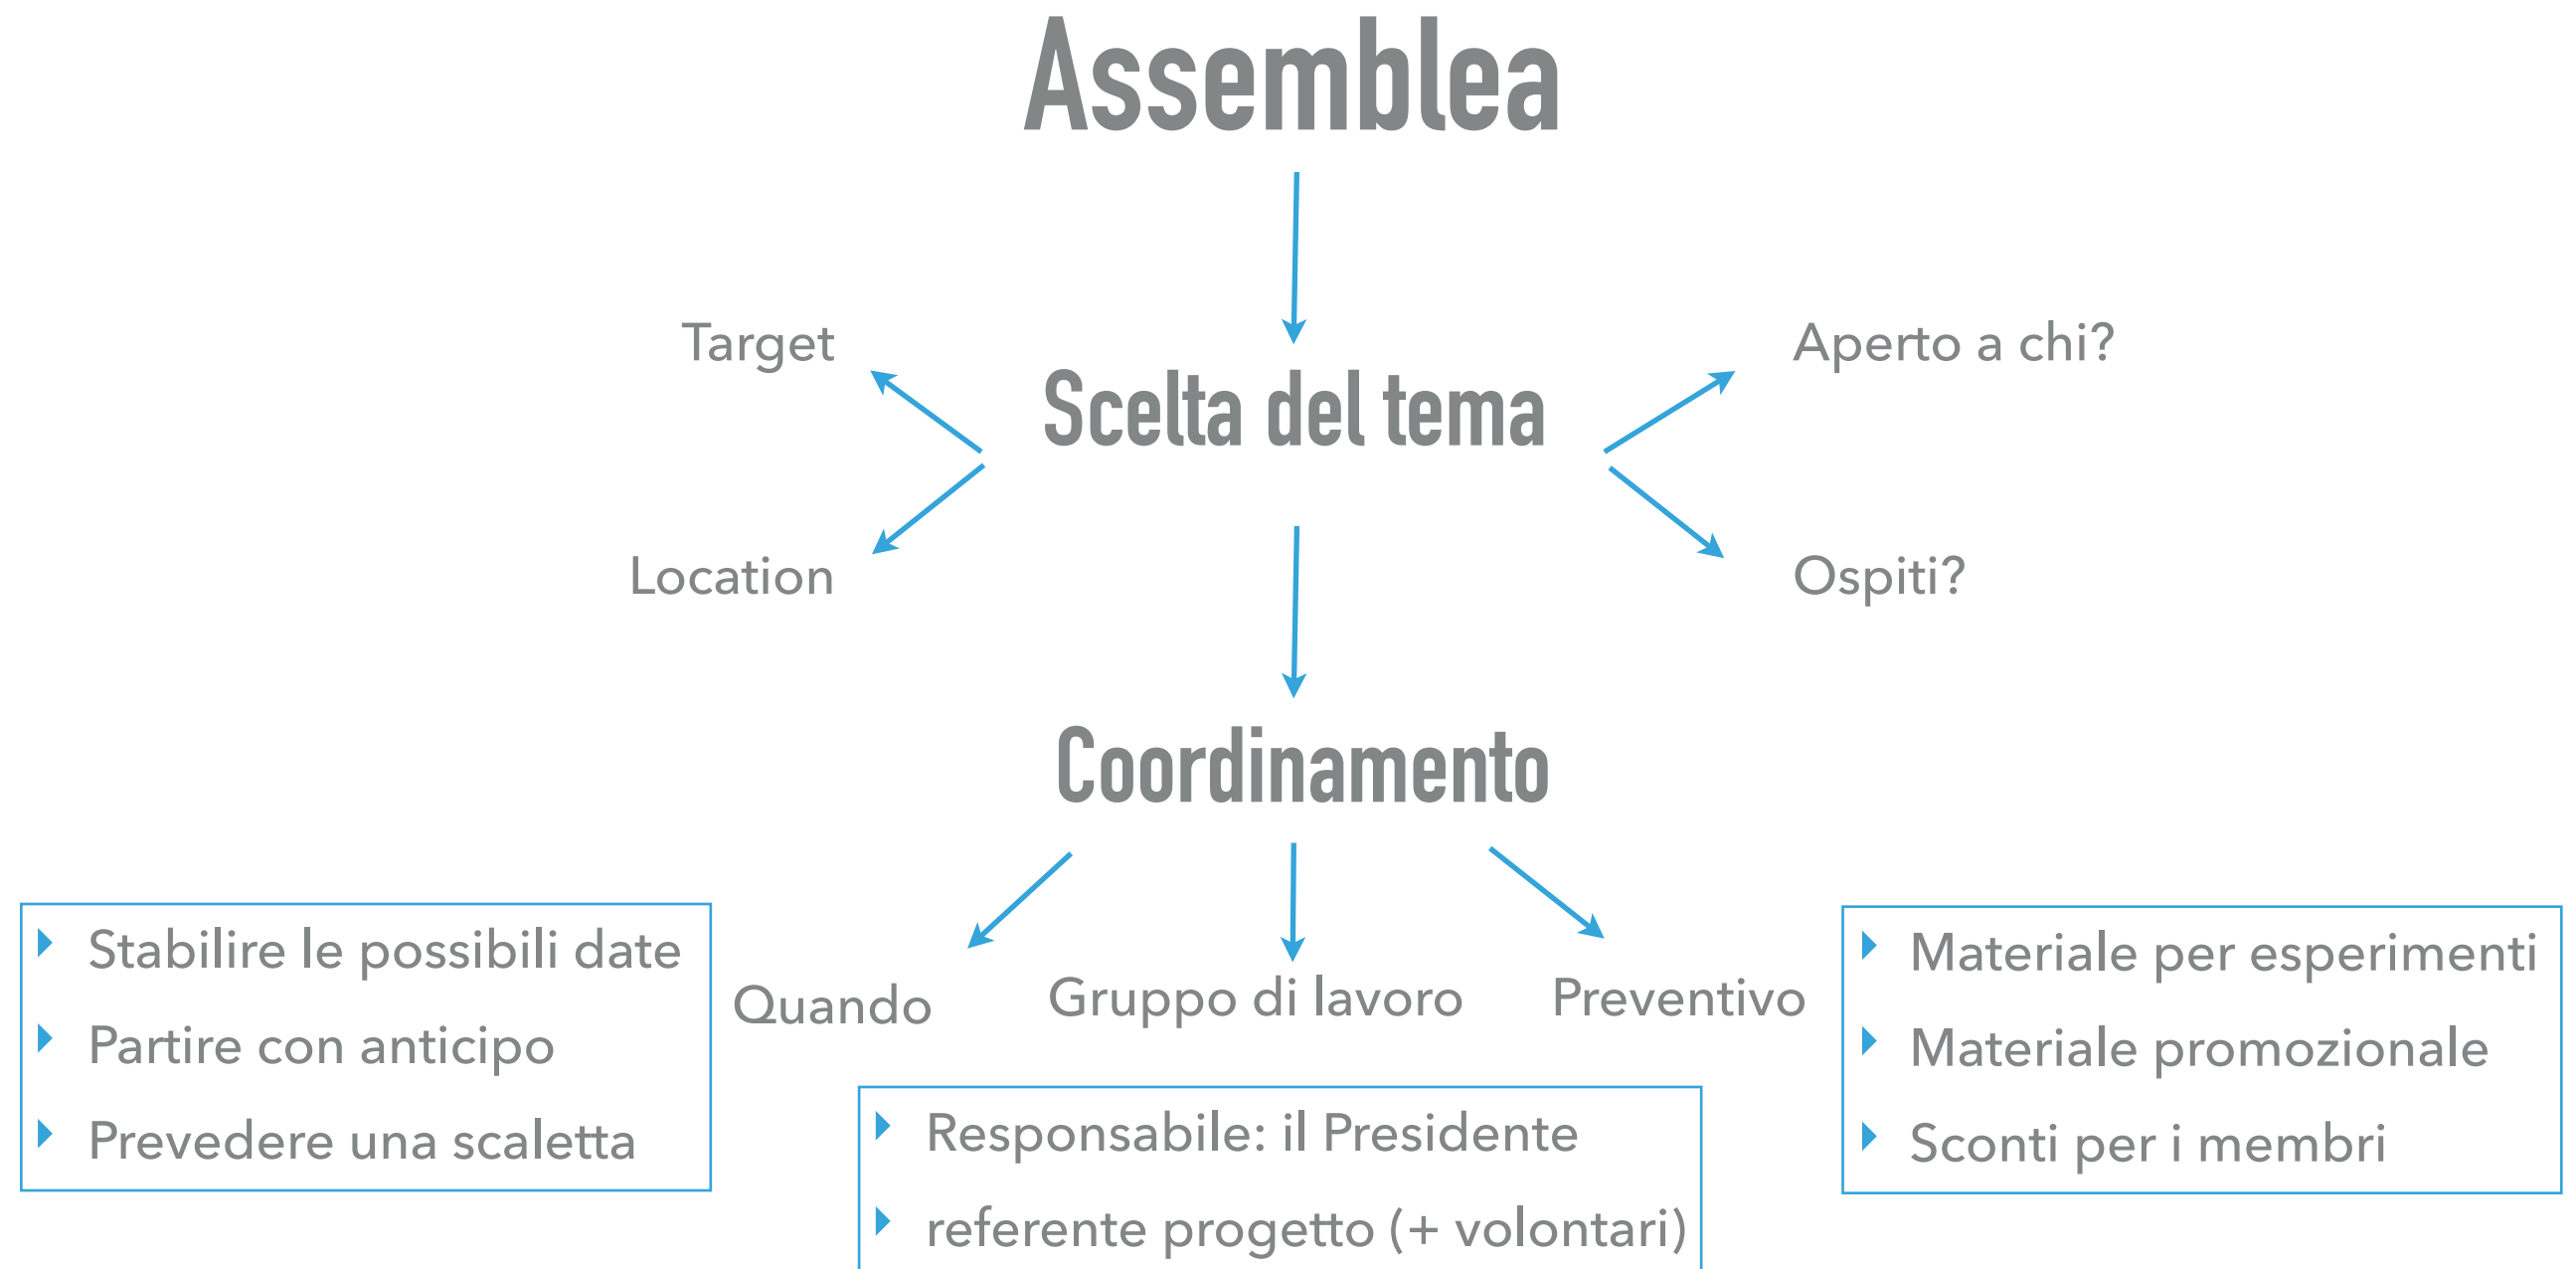 Assemblea
Target
Aperto a chi?
Scelta del tema
Location
Ospiti?
Coordinamento
Quando
Gruppo di lavoro
Preventivo
Stabilire le possibili date
Partire con anticipo
Prevedere una scaletta
Responsabile: il Presidente
referente progetto (+ volontari)
Materiale per esperimenti
Materiale promozionale
Sconti per i membri